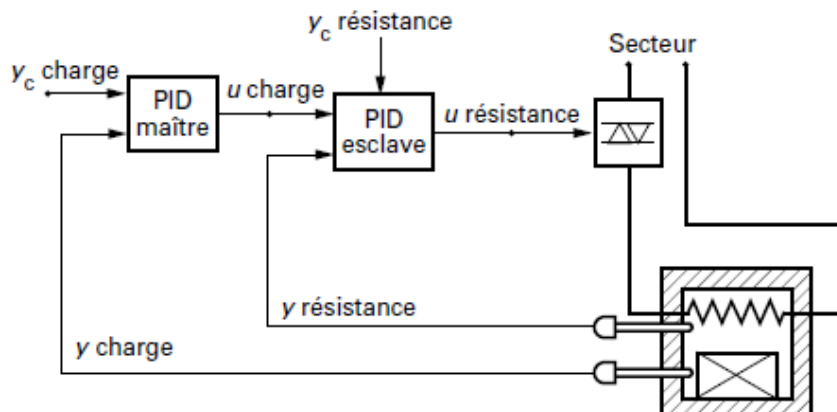 y_c résistance
Secteur
y_c charge
PID
maître
u charge
PID
esclave
u résistance
y résistance
y charge